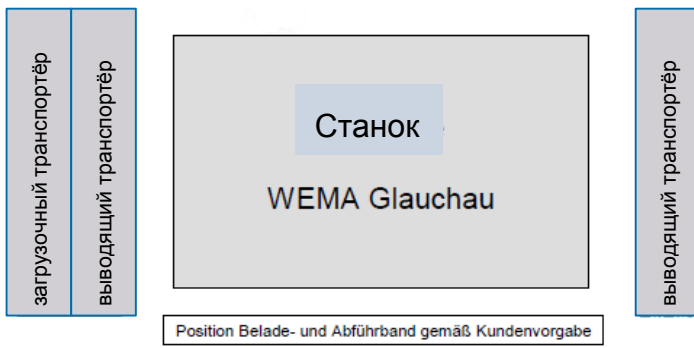 загрузочный транспортёр
выводящий транспортёр
Станок
WEMA Glauchau
выводящий транспортёр
Position Belade- und Abführband gemäß Kundenvorgabe